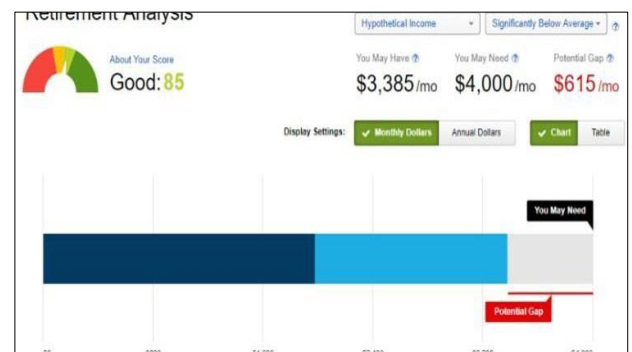 Retirement Analysis
Hypothetical Income
Significantly Below Average
About Your Score
Good: 85
You May Have
$3,385/mo
You May Need
$4,000/mo
Potential Gap
$615/mo
Display Settings:
Monthly Dollars
Annual Dollars
Chart
Table
You May Need
Potential Gap